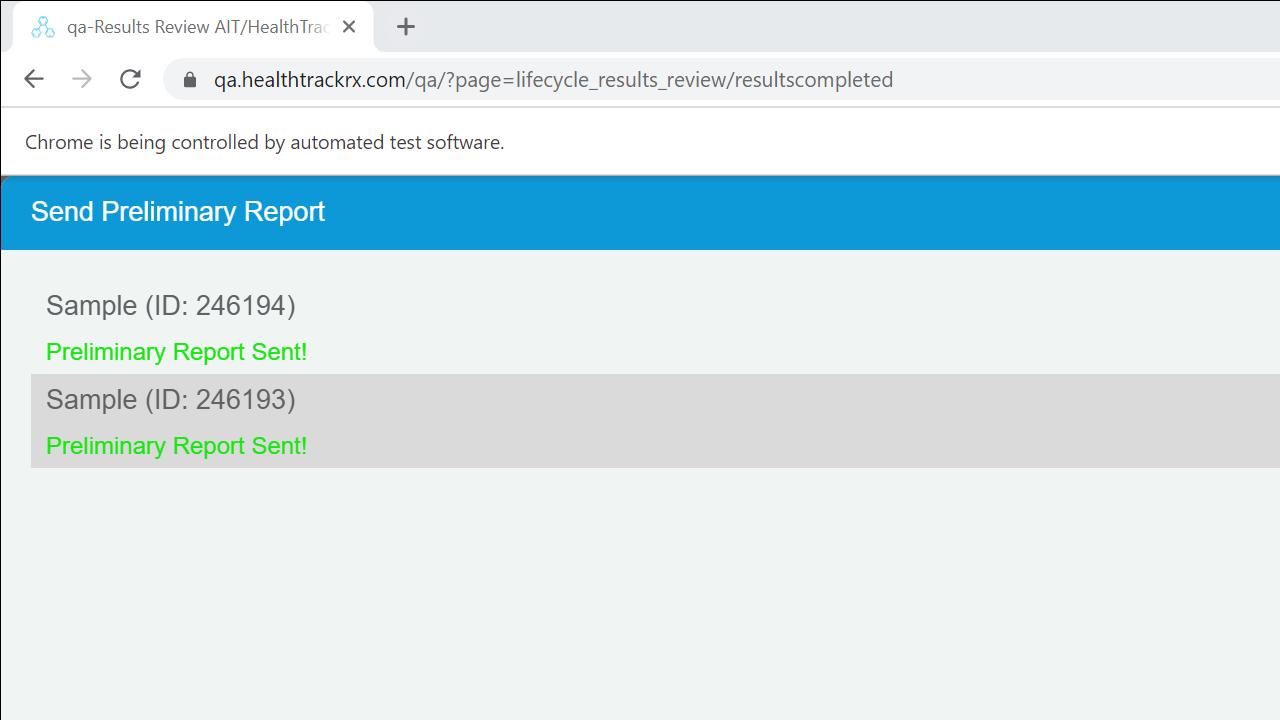 qa-Results Review AIT/HealthTrac
qa.healthtrackrx.com/qa/?page=lifecycle_results_review/resultscompleted
Chrome is being controlled by automated test software.
Send Preliminary Report
Sample (ID: 246194)
Preliminary Report Sent!
Sample (ID: 246193)
Preliminary Report Sent!